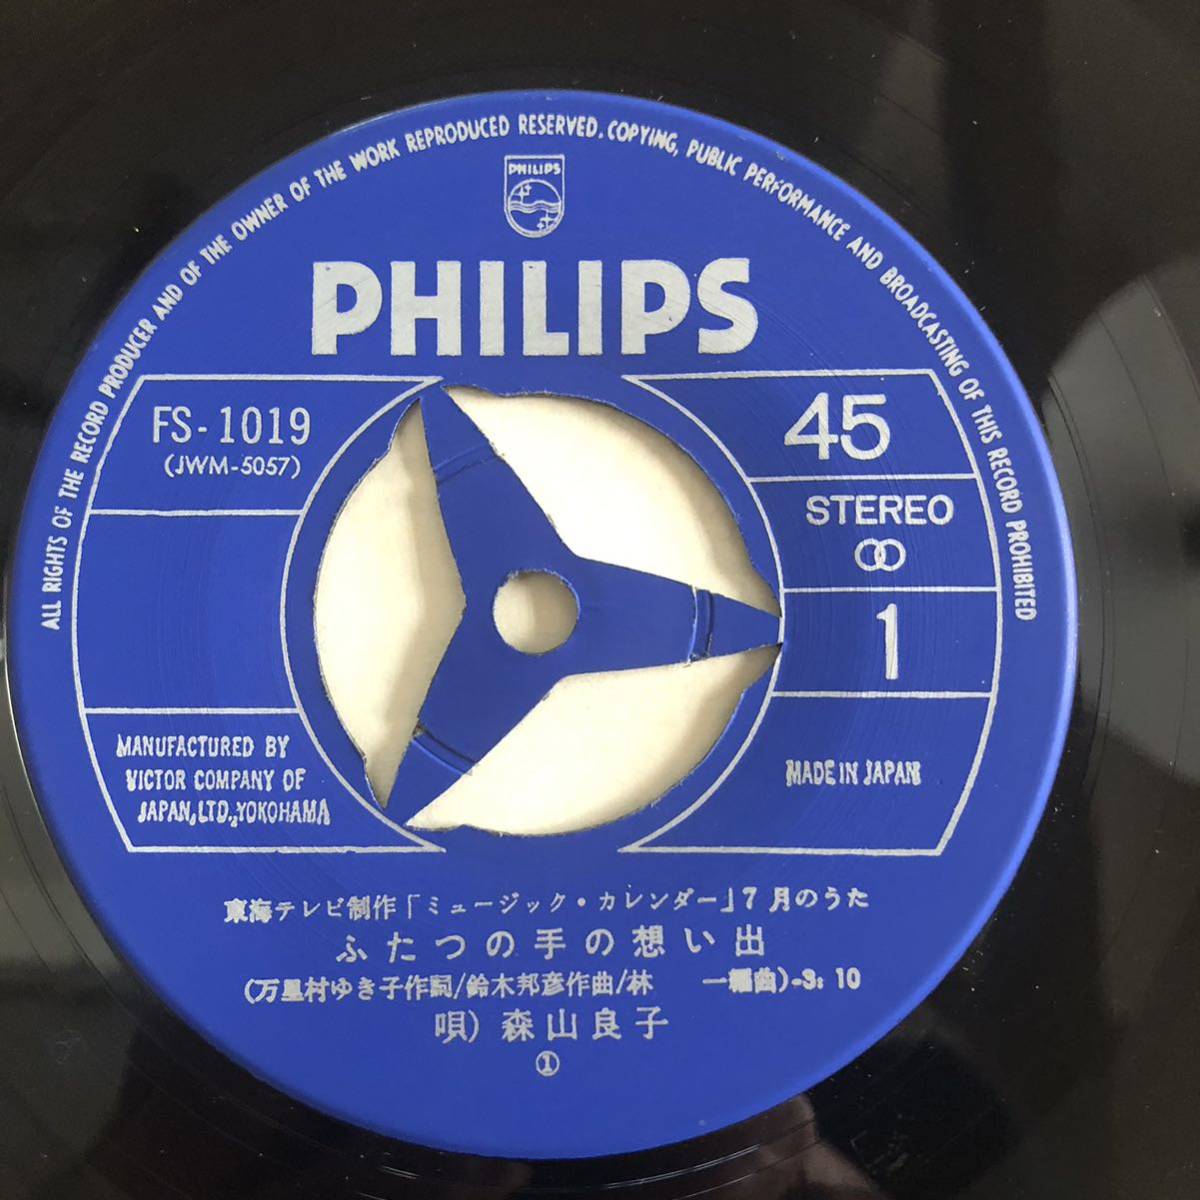 ALL RIGHTS OF THE RECORD PRODUCER AND OF THE OWNER OF THE WORK REPRODUCED RESERVED. COPYING, PUBLIC PERFORMANCE AND BROADCASTING OF THIS RECORD PROHIBITED
PHILIPS
PHILIPS
FS-1019
(JWM-5057)
45
STEREO
1
MANUFACTURED BY
VICTOR COMPANY OF
JAPAN, LTD., YOKOHAMA
MADE IN JAPAN
東海テレビ制作「ミュージック・カレンダー」7月のうた
ふたつの手の想い出
(万里村ゆき子作詞/鈴木邦彦作曲/林 一編曲)-3:10
唄)森山良子
①